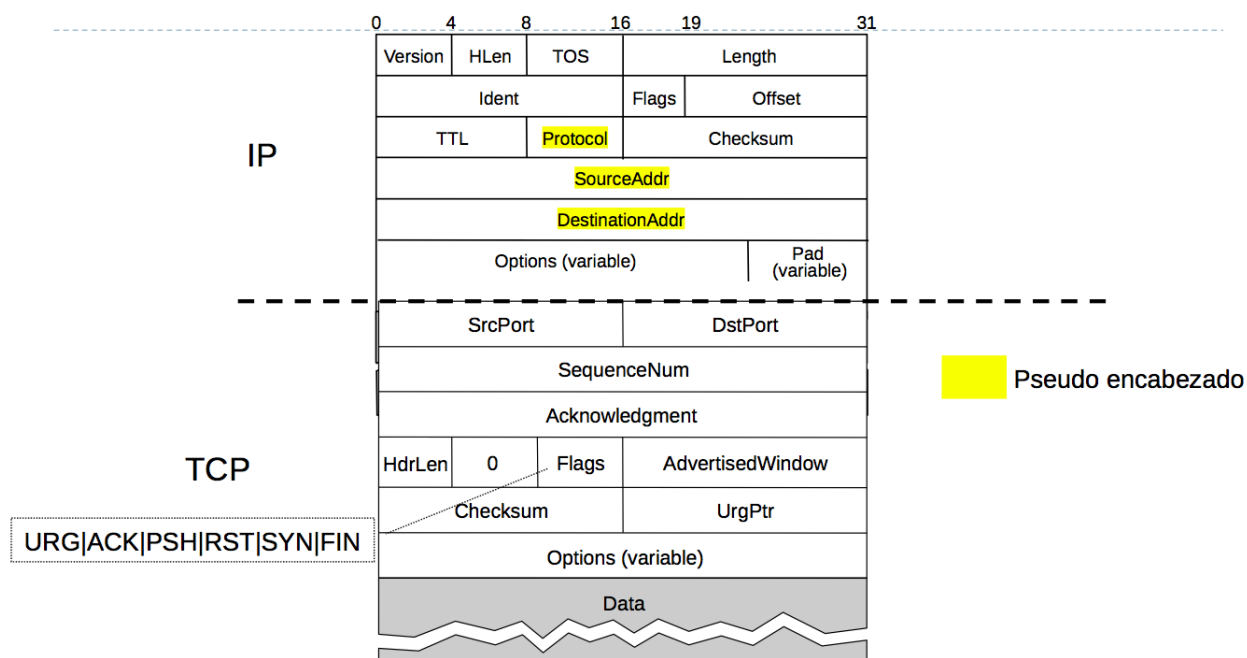 0 4 8 16 19 31
Version HLen TOS Length
Ident Flags Offset
TTL Protocol Checksum
IP
SourceAddr
DestinationAddr
Options (variable) Pad
(variable)
SrcPort DstPort
SequenceNum
Pseudo encabezado
Acknowledgment
TCP
HdrLen 0 Flags AdvertisedWindow
Checksum UrgPtr
URG|ACK|PSH|RST|SYN|FIN
Options (variable)
Data